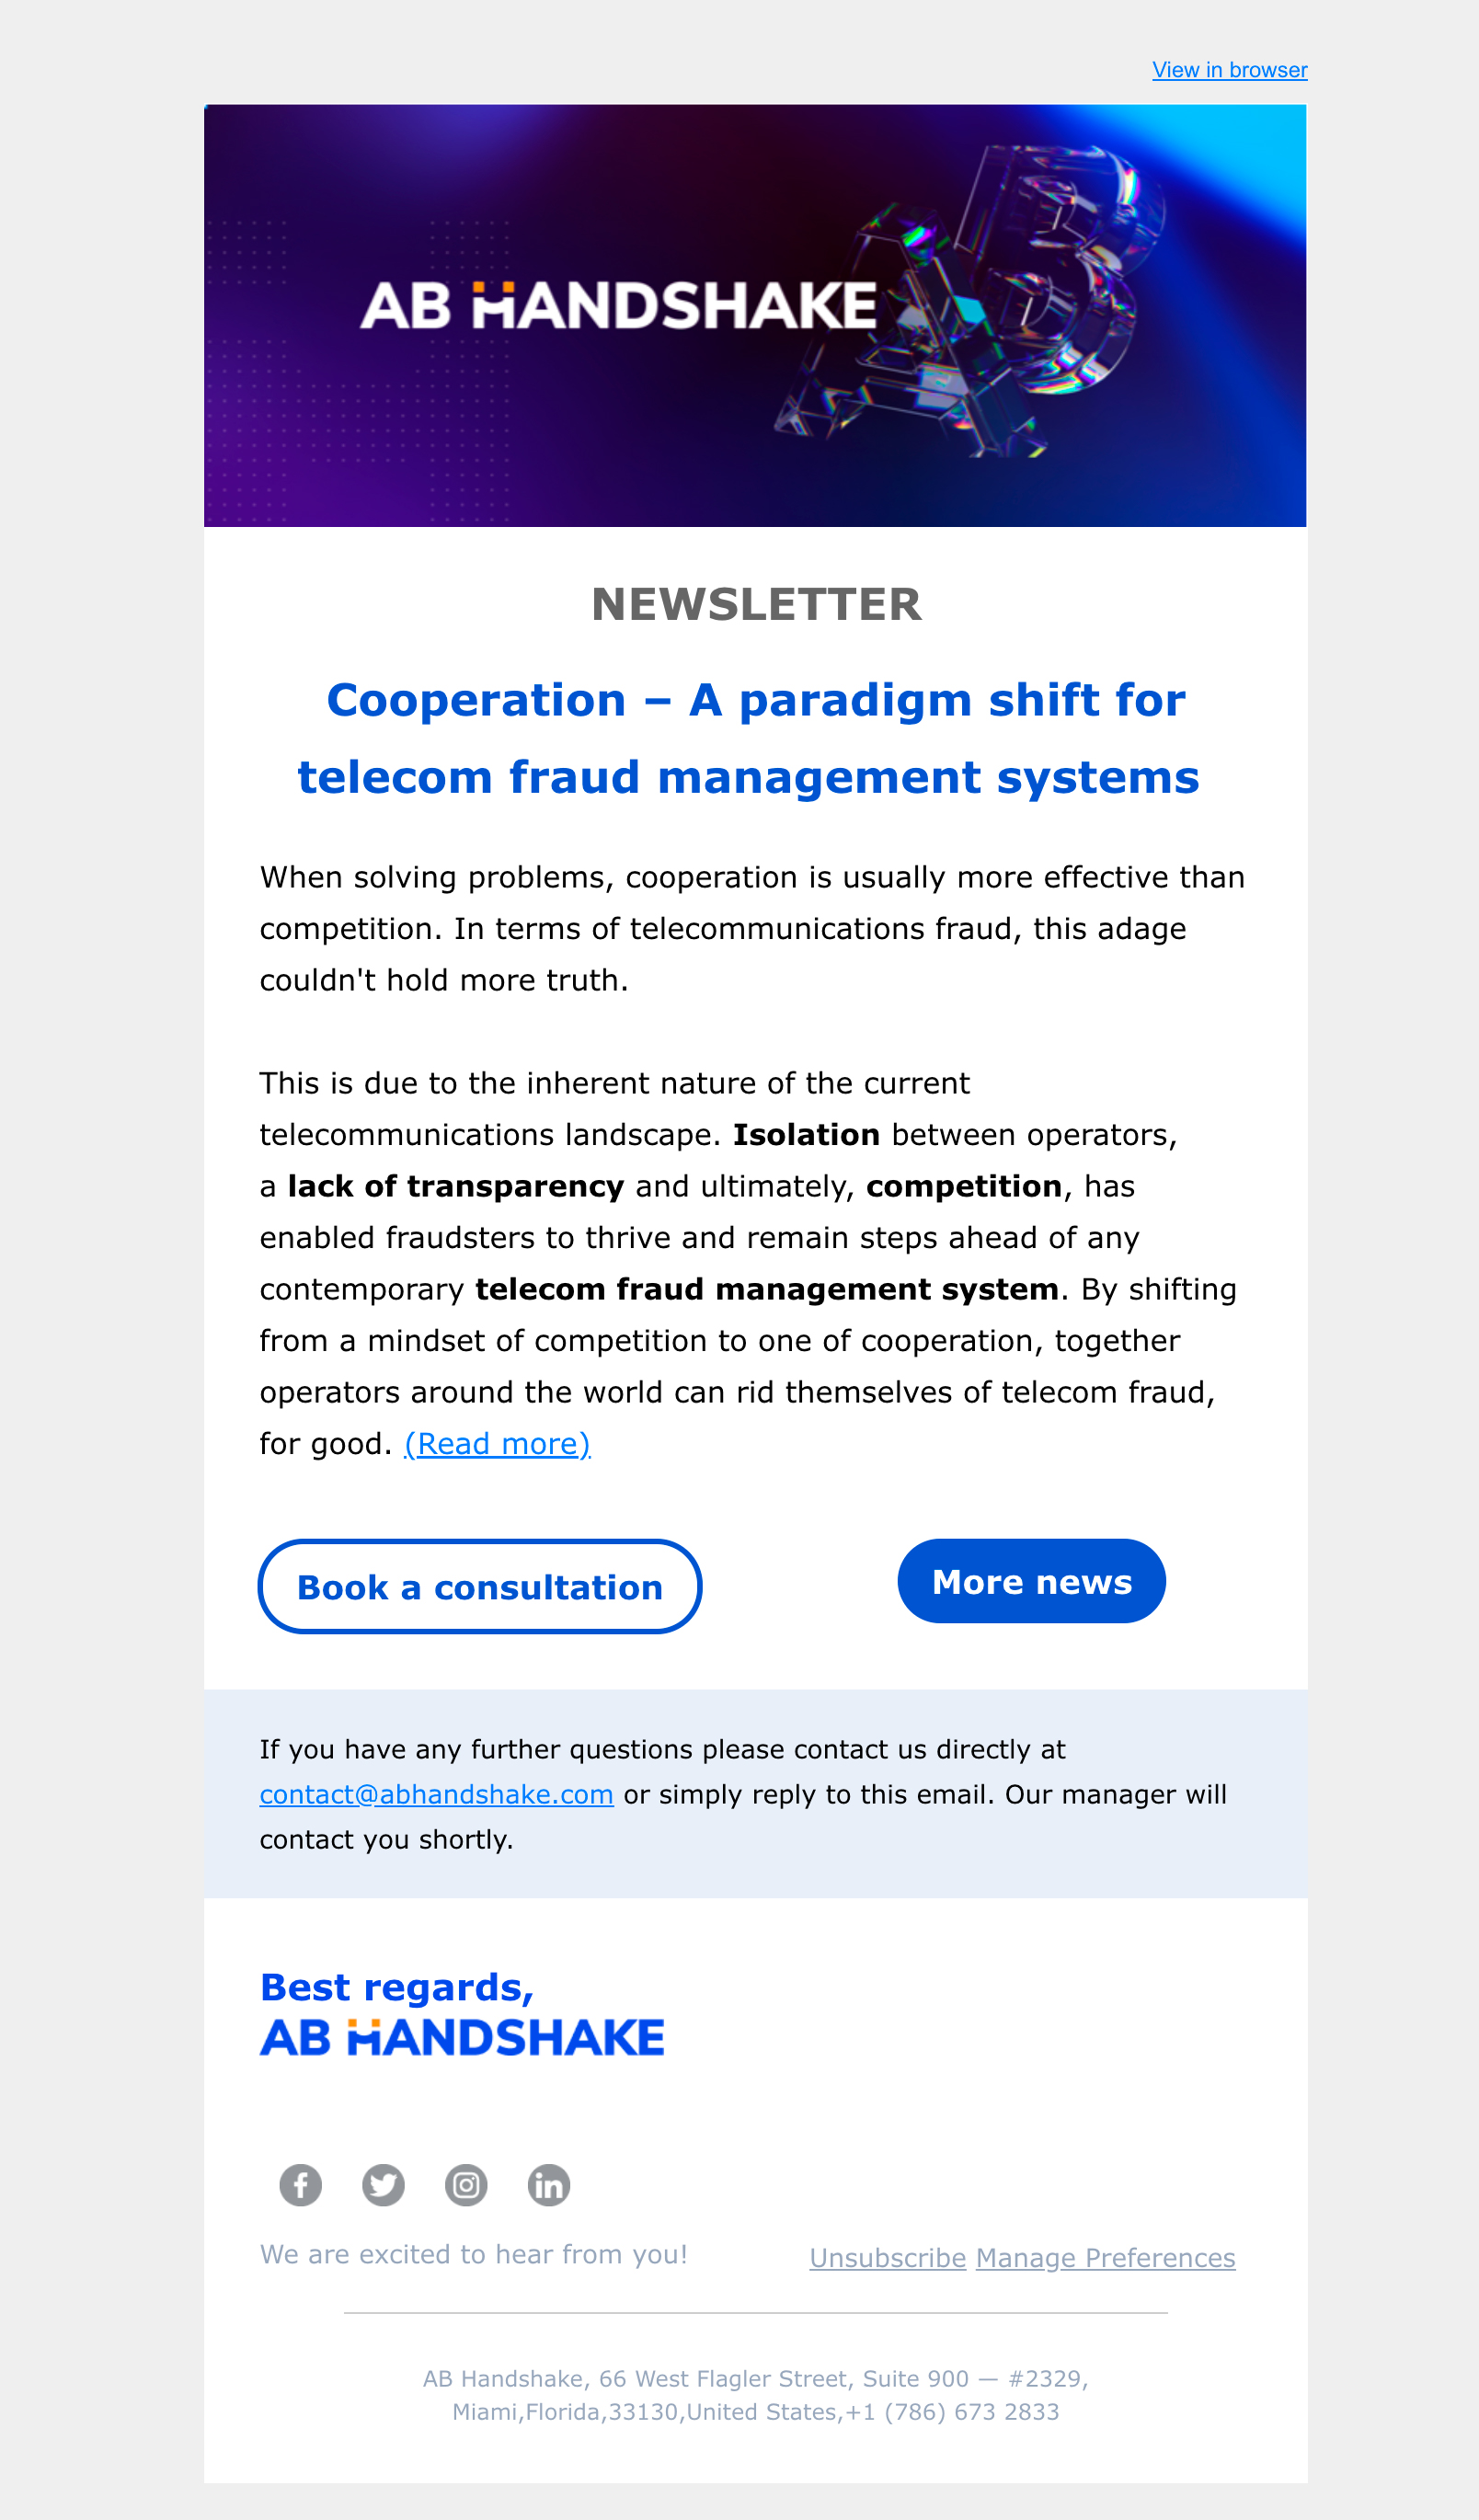 View in browser
AB HANDSHAKE
AB
NEWSLETTER
Cooperation – A paradigm shift for
telecom fraud management systems
When solving problems, cooperation is usually more effective than
competition. In terms of telecommunications fraud, this adage
couldn't hold more truth.
This is due to the inherent nature of the current
telecommunications landscape. Isolation between operators,
a lack of transparency and ultimately, competition, has
enabled fraudsters to thrive and remain steps ahead of any
contemporary telecom fraud management system. By shifting
from a mindset of competition to one of cooperation, together
operators around the world can rid themselves of telecom fraud,
for good. (Read more)
Book a consultation
More news
If you have any further questions please contact us directly at
contact@abhandshake.com or simply reply to this email. Our manager will
contact you shortly.
Best regards,
AB HANDSHAKE
We are excited to hear from you!
Unsubscribe Manage Preferences
AB Handshake, 66 West Flagler Street, Suite 900 — #2329,
Miami,Florida,33130,United States,+1 (786) 673 2833